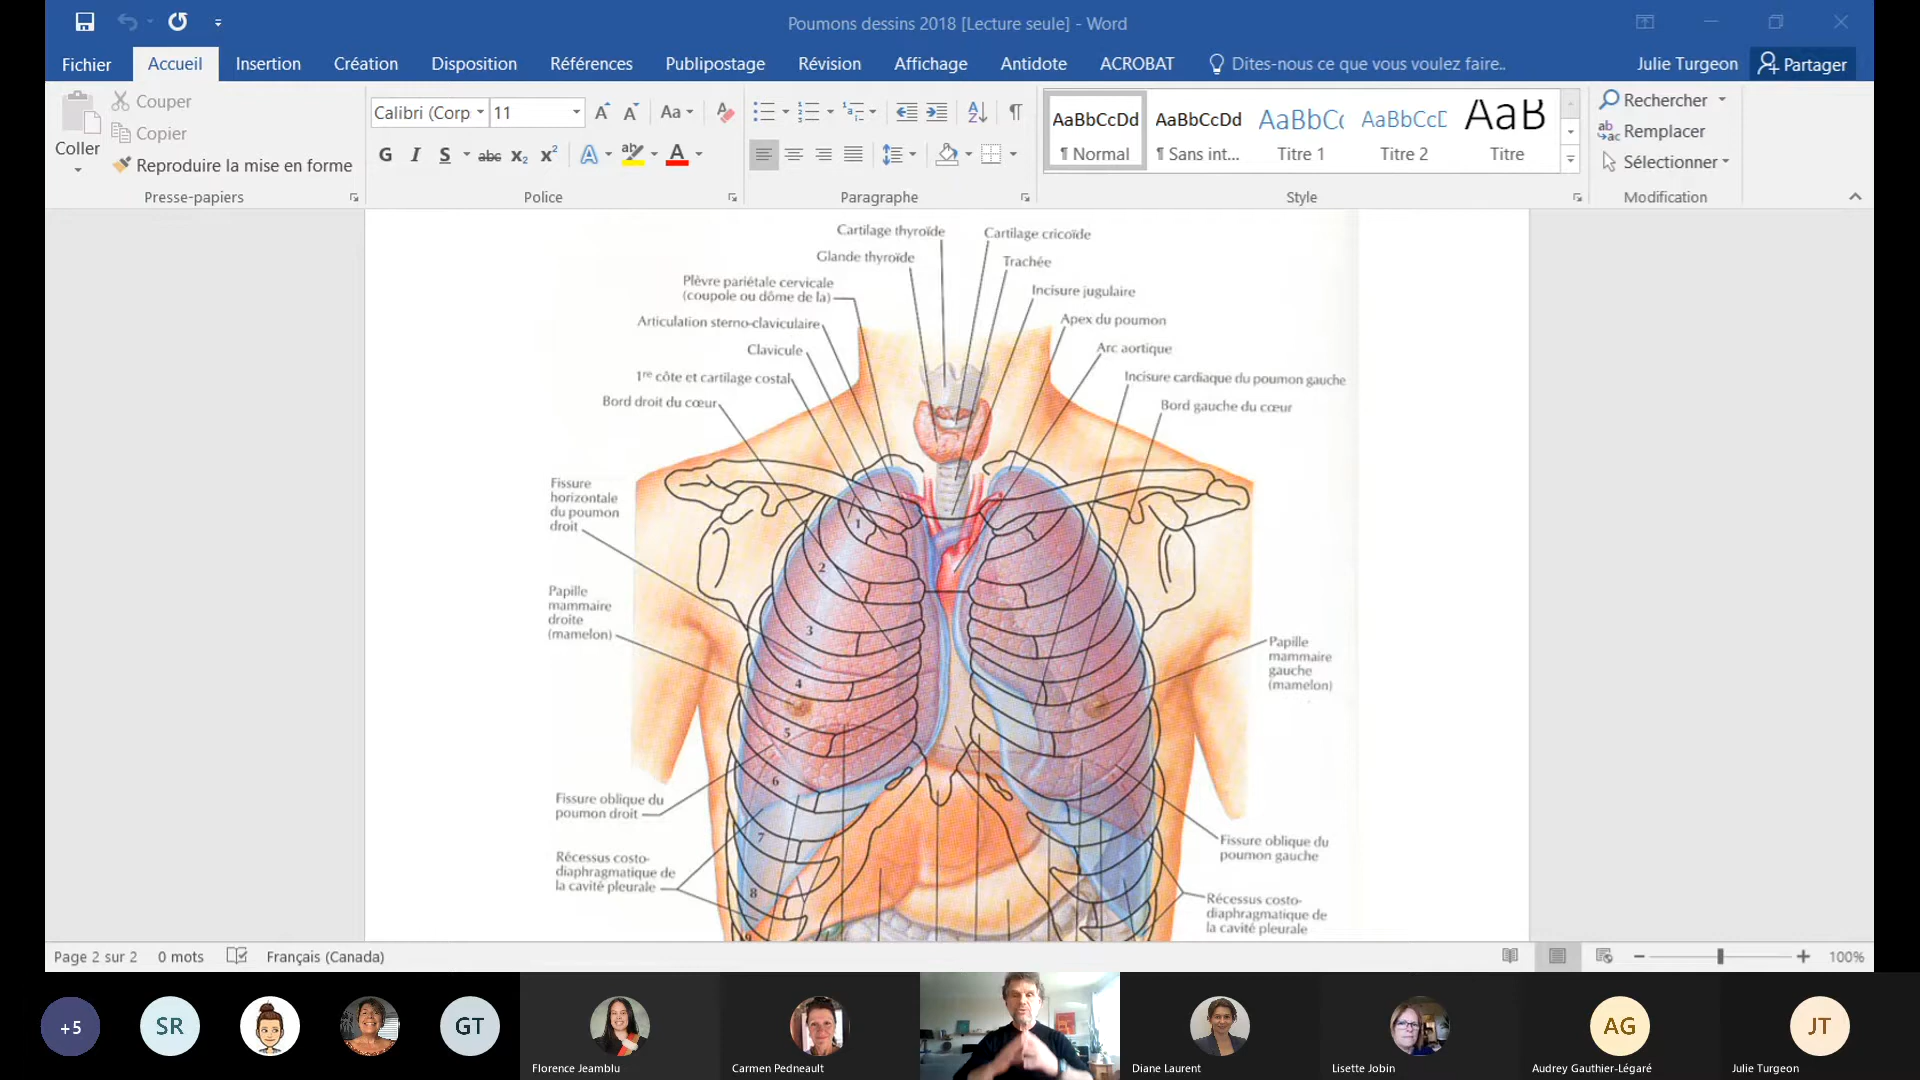 Poumons dessins 2018 [Lecture seule] - Word
Fichier Accueil Insertion Création Disposition Références Publipostage Révision Affichage Antidote ACROBAT Dites-nous ce que vous voulez faire.. Julie Turgeon Partager
Coller
Couper
Copier
Reproduire la mise en forme
Presse-papiers
Calibri (Corp 11
G I S abc x₂ x²
Police
Paragraphe
AaBbCcDd AaBbCcDd AaBbC AaBbCcD AaB
¶ Normal ¶ Sans int... Titre 1 Titre 2 Titre
Style
Rechercher
Remplacer
Sélectionner
Modification
Cartilage thyroïde
Cartilage cricoïde
Glande thyroïde
Trachée
Plèvre pariétale cervicale
(coupole ou dôme de la)
Incisure jugulaire
Articulation sterno-claviculaire
Apex du poumon
Clavicule
Arc aortique
1re côte et cartilage costal
Incisure cardiaque du poumon gauche
Bord droit du cœur
Bord gauche du cœur
Fissure
horizontale
du poumon
droit
Papille
mammaire
droite
(mamelon)
Papille
mammaire
gauche
(mamelon)
1
2
3
4
5
6
7
8
9
Fissure oblique du
poumon droit
Fissure oblique du
poumon gauche
Récessus costo-
diaphragmatique de
la cavité pleurale
Récessus costo-
diaphragmatique de
la cavité pleurale
Page 2 sur 2 0 mots Français (Canada) 100%
+5 SR GT AG JT
Florence Jeamblu Carmen Pedneault Diane Laurent Lisette Jobin Audrey Gauthier-Légaré Julie Turgeon